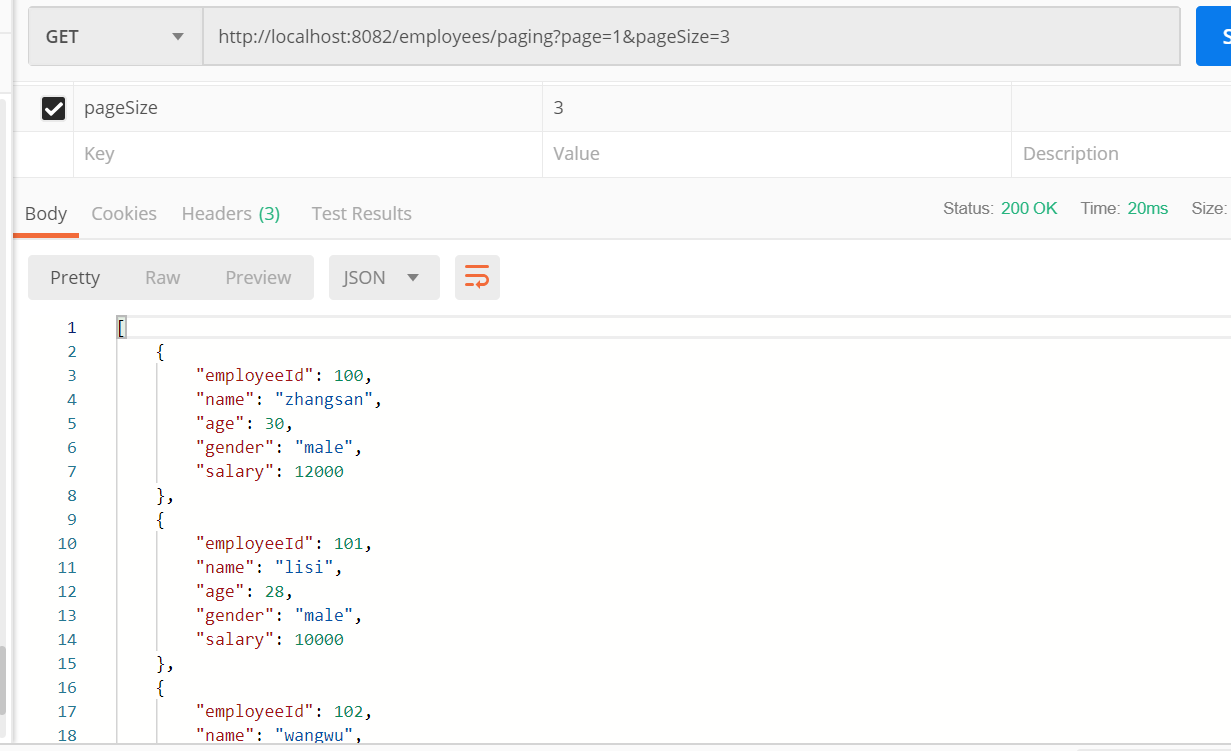 GET http://localhost:8082/employees/paging?page=1&pageSize=3 S
pageSize 3
Key Value Description
Body Cookies Headers (3) Test Results Status: 200 OK Time: 20ms Size:
Pretty Raw Preview JSON
1 [
2 {
3 "employeeId": 100,
4 "name": "zhangsan",
5 "age": 30,
6 "gender": "male",
7 "salary": 12000
8 },
9 {
10 "employeeId": 101,
11 "name": "lisi",
12 "age": 28,
13 "gender": "male",
14 "salary": 10000
15 },
16 {
17 "employeeId": 102,
18 "name": "wangwu",